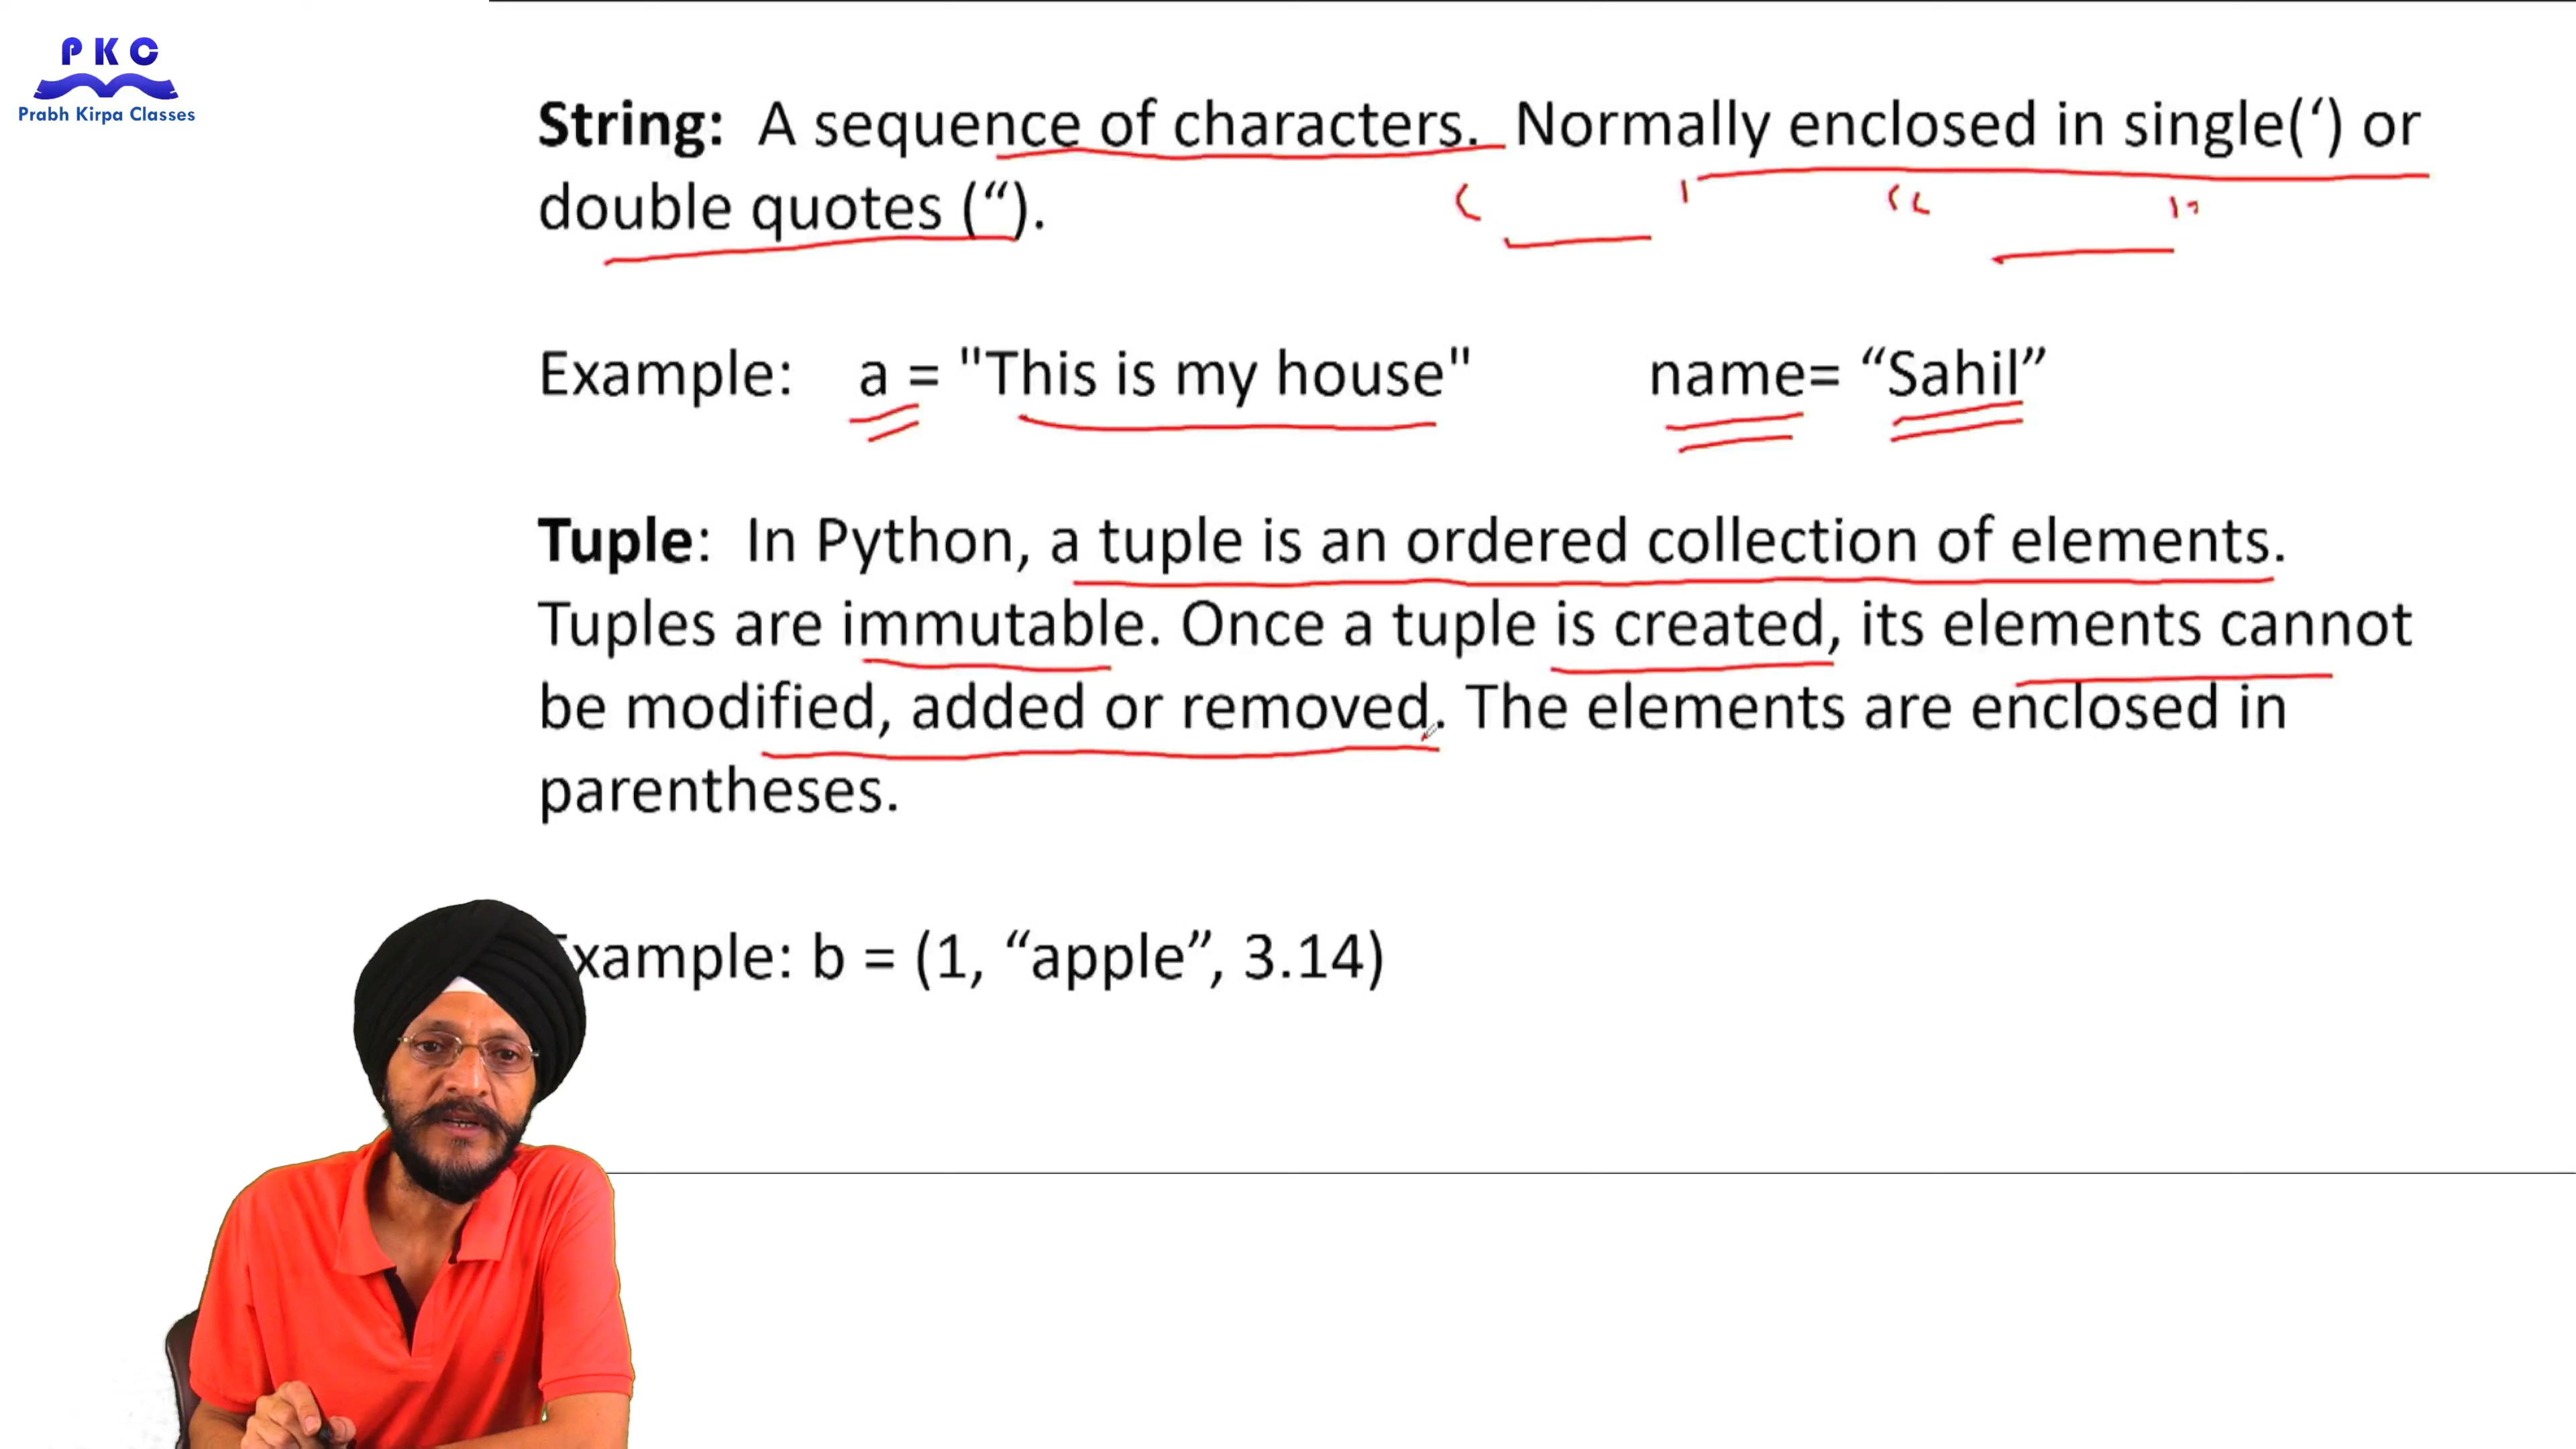 PKC
Prabh Kirpa Classes
String: A sequence of characters. Normally enclosed in single(‘) or
double quotes (“).
Example: a = "This is my house" name= “Sahil”
Tuple: In Python, a tuple is an ordered collection of elements.
Tuples are immutable. Once a tuple is created, its elements cannot
be modified, added or removed. The elements are enclosed in
parentheses.
Example: b = (1, “apple”, 3.14)